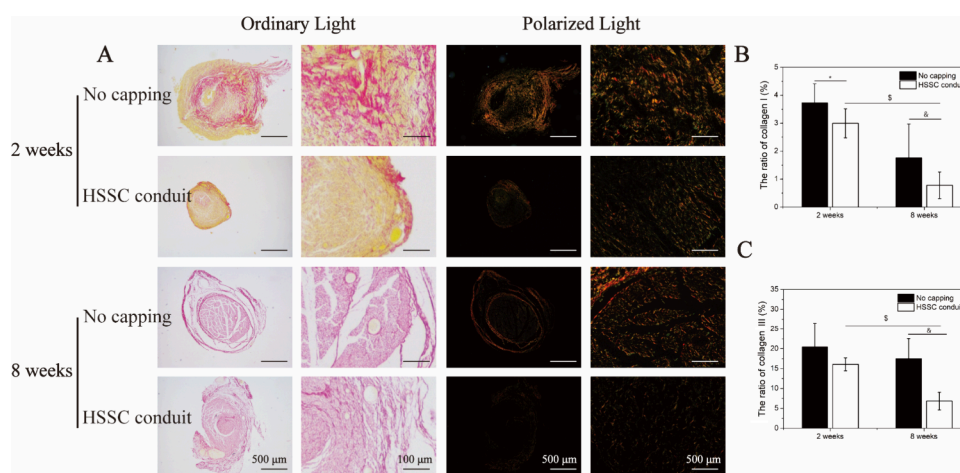 Ordinary Light
Polarized Light
A
No capping
2 weeks
HSSC conduit
No capping
8 weeks
HSSC conduit
500 μm
100 μm
500 μm
500 μm
B
The ratio of collagen I (%)
5
4
3
2
1
0
No capping
HSSC conduit
*
$
&
2 weeks
8 weeks
C
The ratio of collagen III (%)
35
30
25
20
15
10
5
0
No capping
HSSC conduit
$
&
2 weeks
8 weeks